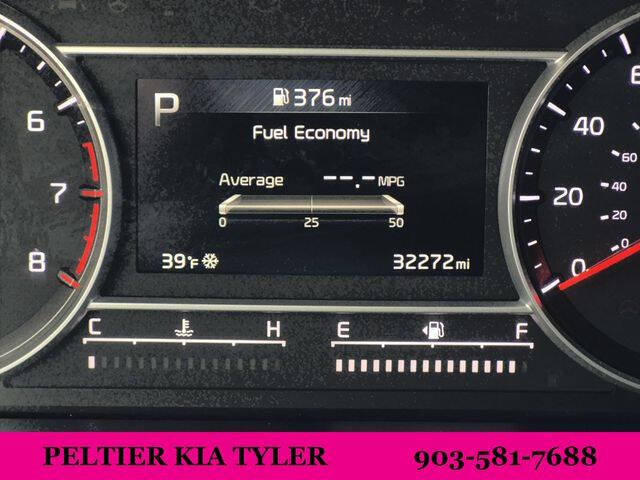 P
376 mi
Fuel Economy
Average --.- MPG
0 25 50
39°F 32272 mi
6
7
8
40
20
0
60
40
20
0
C H E F
PELTIER KIA TYLER 903-581-7688